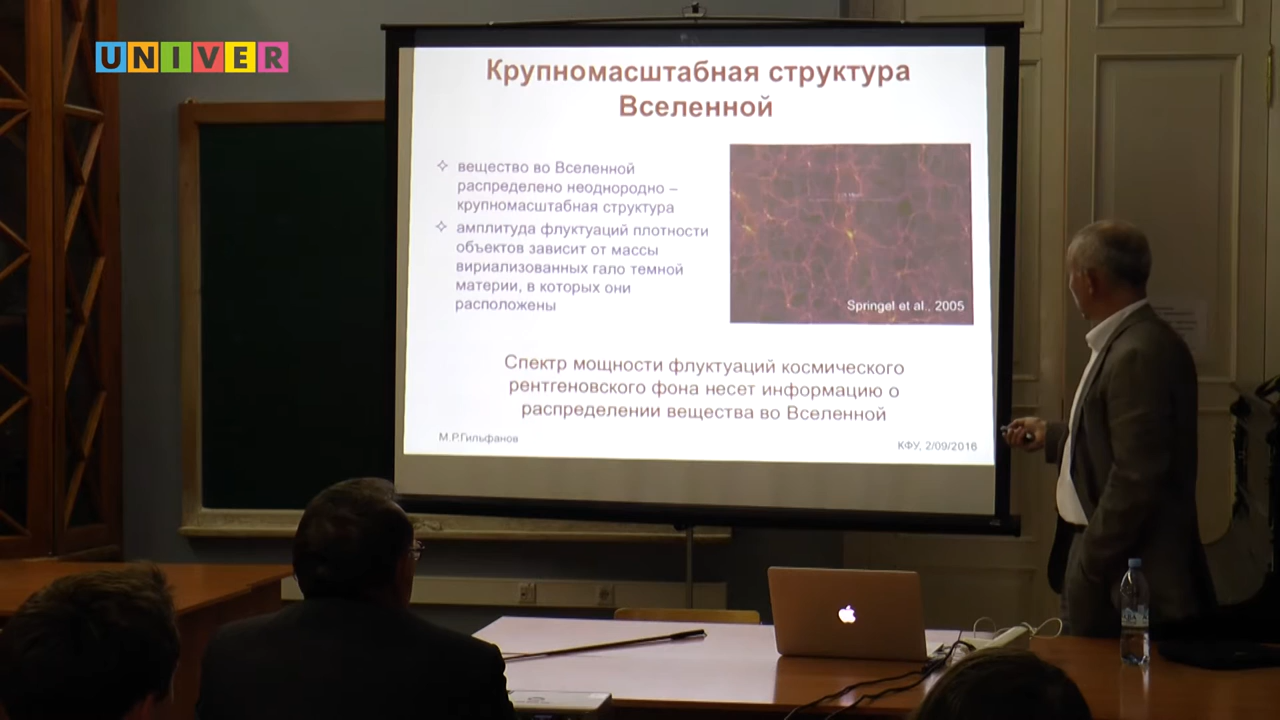 UNIVER
Крупномасштабная структура
Вселенной
вещество во Вселенной
распределено неоднородно –
крупномасштабная структура
амплитуда флуктуаций плотности
объектов зависит от массы
вириализованных гало темной
материи, в которых они
расположены
Springel et al., 2005
Спектр мощности флуктуаций космического
рентгеновского фона несет информацию о
распределении вещества во Вселенной
М.Р.Гильфанов
КФУ, 2/09/2016